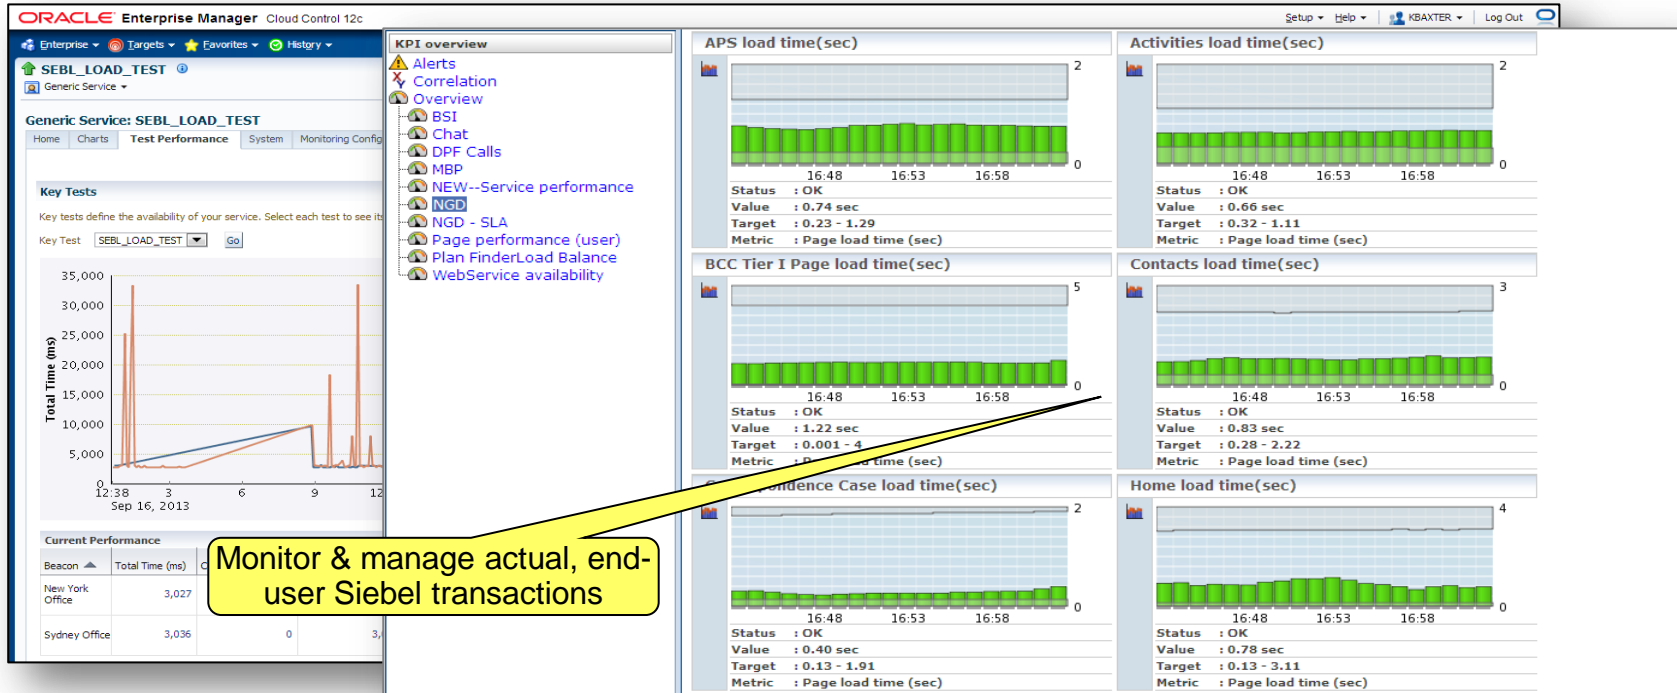 ORACLE Enterprise Manager Cloud Control 12c
Setup Help KBAXTER Log Out
Enterprise Targets Favorites History
SEBL_LOAD_TEST
Generic Service
Generic Service: SEBL_LOAD_TEST
Home Charts Test Performance System Monitoring Config
Key Tests
Key tests define the availability of your service. Select each test to see its
Key Test SEBL_LOAD_TEST Go
Total Time (ms)
35,000
30,000
25,000
20,000
15,000
10,000
5,000
0
12:38 3 6 9 12
Sep 16, 2013
Current Performance
Beacon Total Time (ms)
New York
Office
3,027
Sydney Office 3,036 0
KPI overview
Alerts
Correlation
Overview
BSI
Chat
DPF Calls
MBP
NEW--Service performance
NGD
NGD - SLA
Page performance (user)
Plan FinderLoad Balance
WebService availability
APS load time(sec)
2
0
16:48 16:53 16:58
Status : OK
Value : 0.74 sec
Target : 0.23 - 1.29
Metric : Page load time (sec)
Activities load time(sec)
2
0
16:48 16:53 16:58
Status : OK
Value : 0.66 sec
Target : 0.32 - 1.11
Metric : Page load time (sec)
BCC Tier I Page load time(sec)
5
0
16:48 16:53 16:58
Status : OK
Value : 1.22 sec
Target : 0.001 - 4
Metric : Page load time (sec)
Contacts load time(sec)
3
0
16:48 16:53 16:58
Status : OK
Value : 0.83 sec
Target : 0.28 - 2.22
Metric : Page load time (sec)
Correspondence Case load time(sec)
2
0
16:48 16:53 16:58
Status : OK
Value : 0.40 sec
Target : 0.13 - 1.91
Metric : Page load time (sec)
Home load time(sec)
4
0
16:48 16:53 16:58
Status : OK
Value : 0.78 sec
Target : 0.13 - 3.11
Metric : Page load time (sec)
Monitor & manage actual, end-
user Siebel transactions